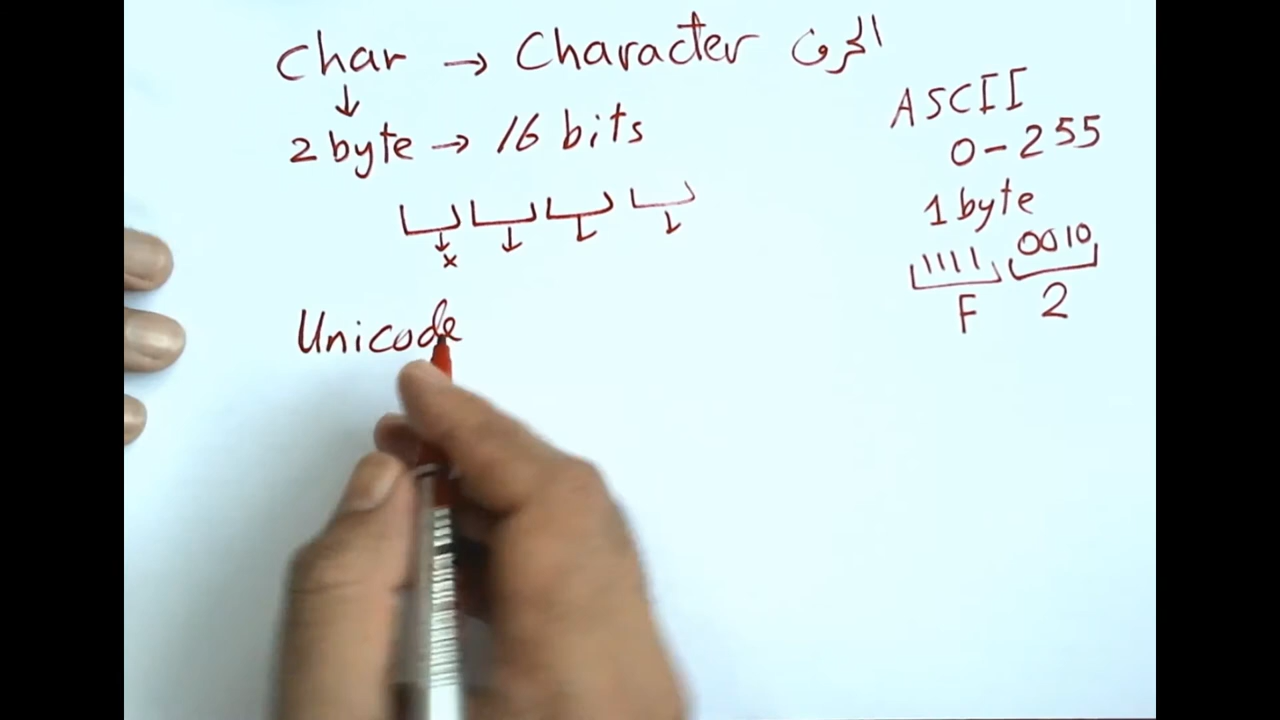 char → Character الحرف
↓
2 byte → 16 bits
x
Unicode
ASCII
0-255
1 byte
1111 0010
F 2